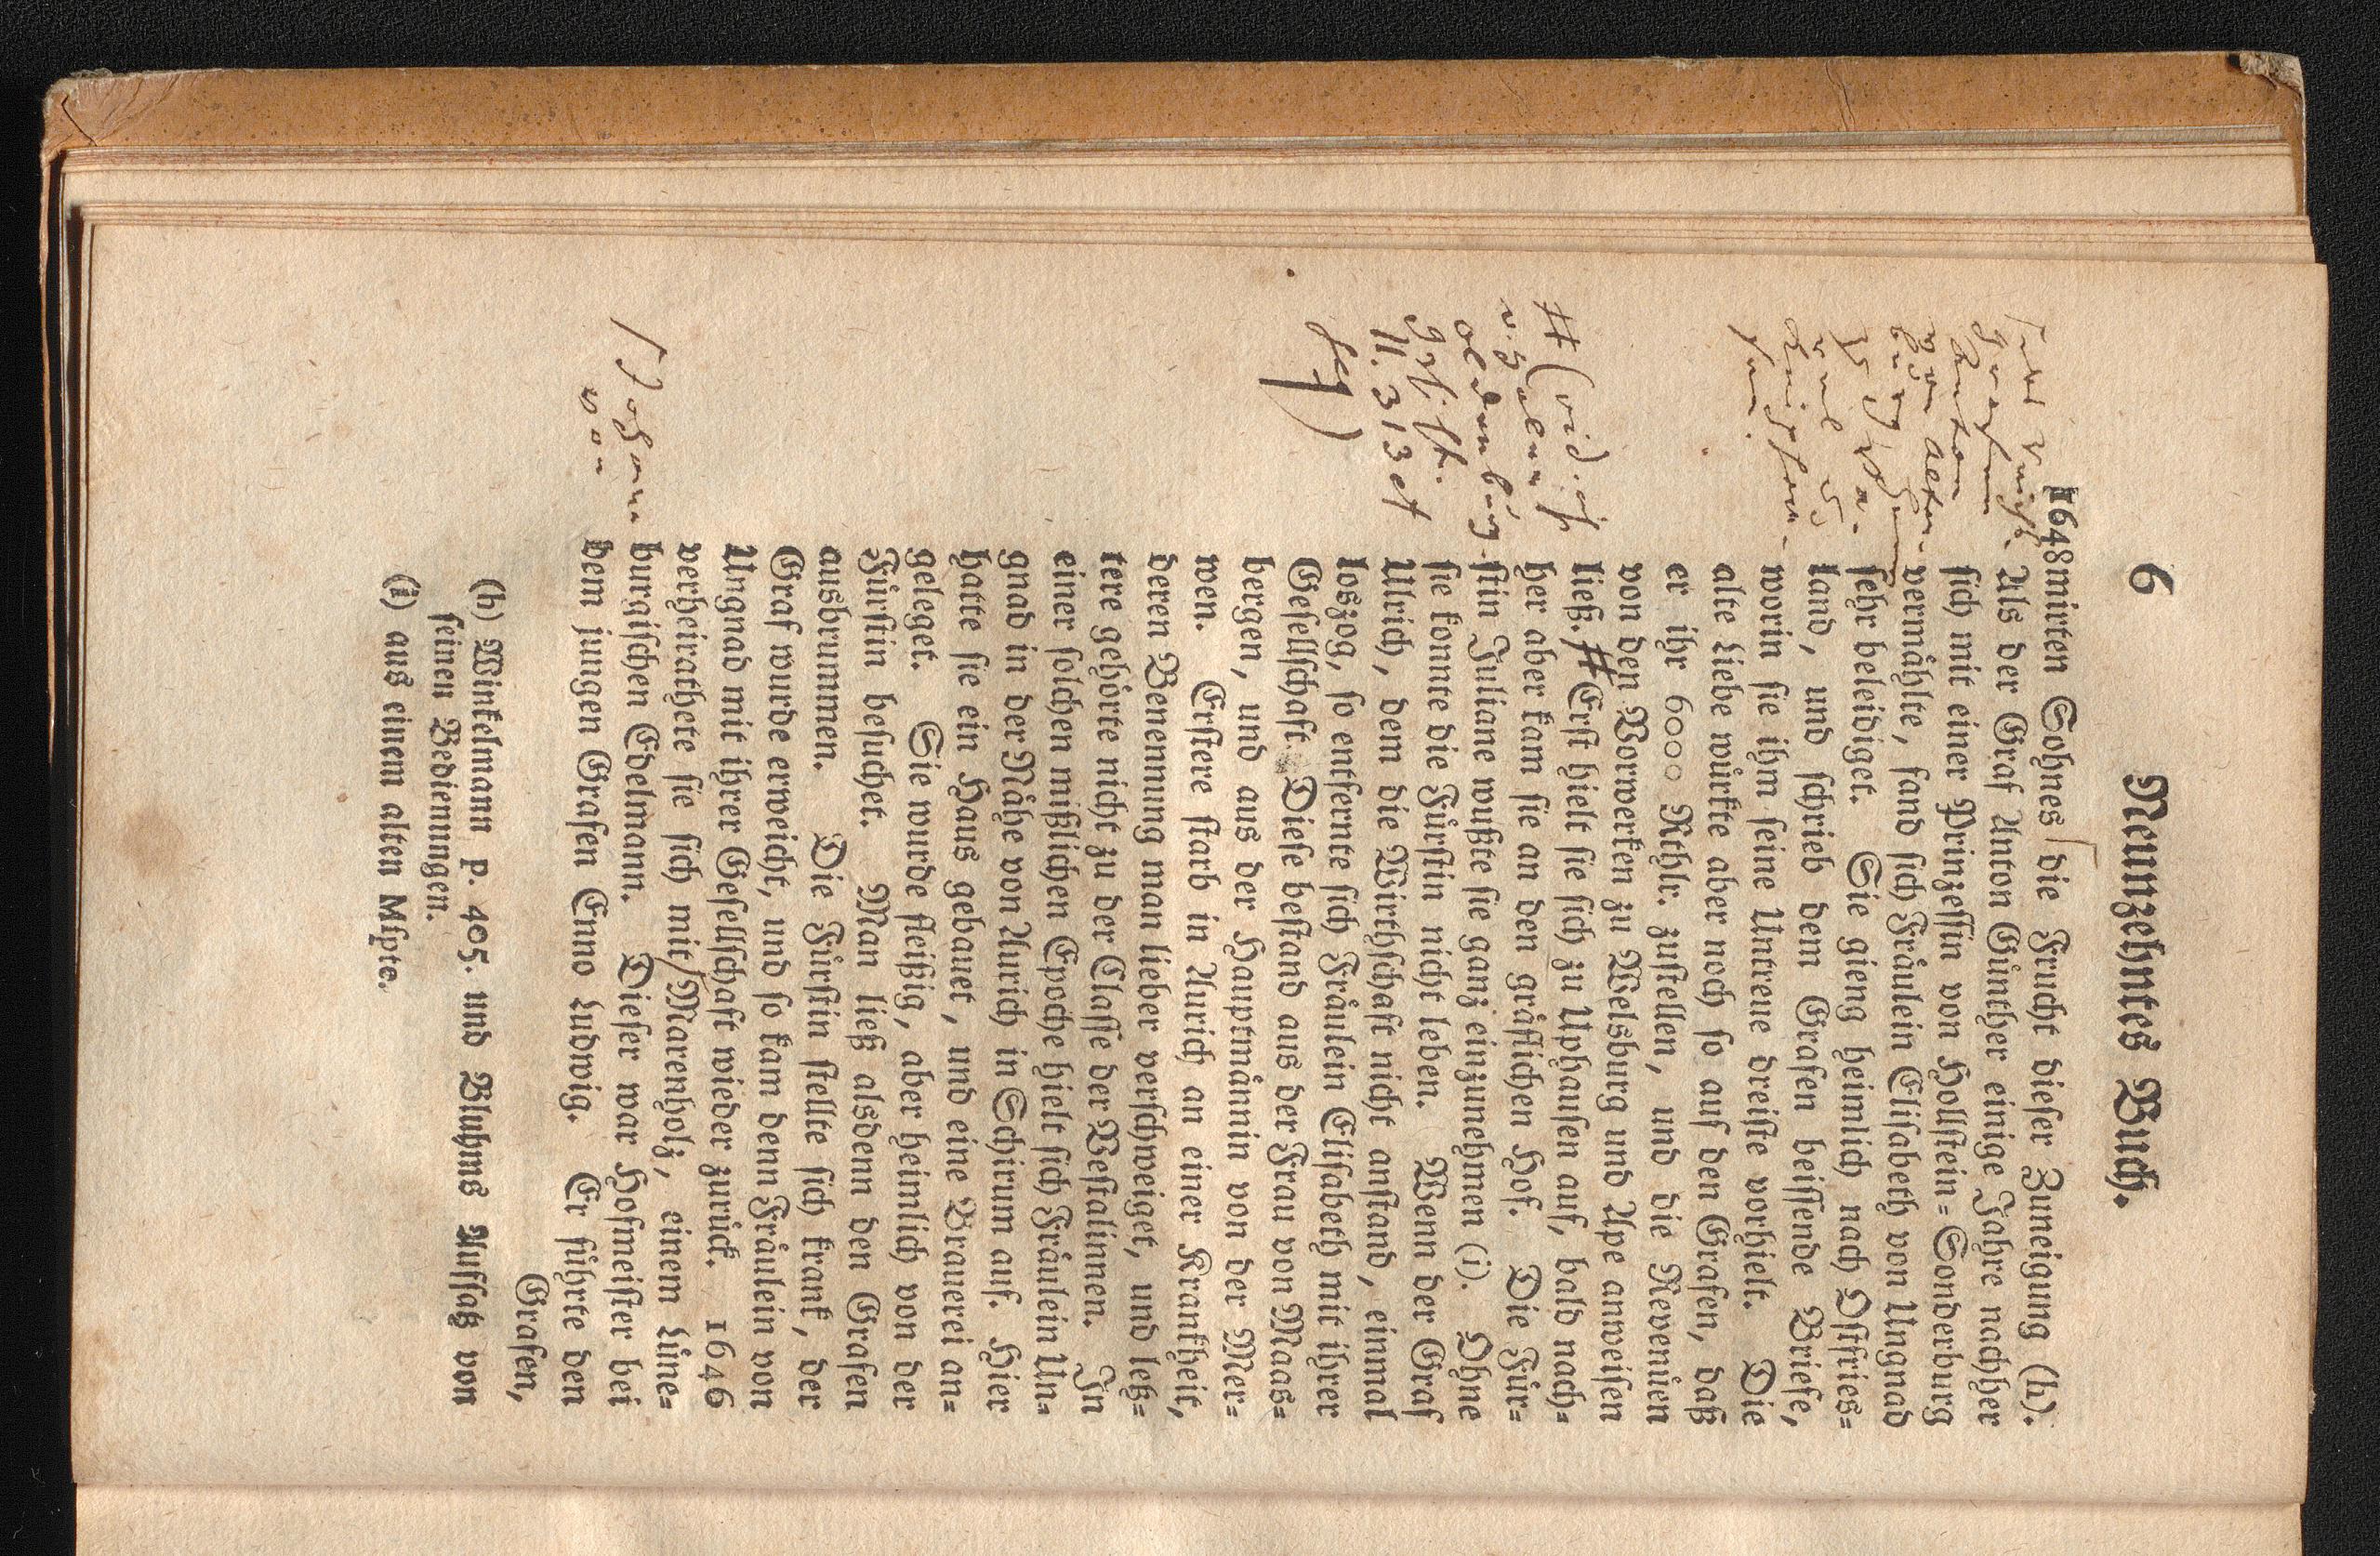 6 Neunzehntes Buch.
1648 mirten Sohnes die Frucht dieser Zuneigung (h).
Als der Graf Anton Günther einige Jahre nachher
sich mit einer Prinzeßin von Hollstein-Sonderburg
vermählte, fand sich Fräulein Elisabeth von Ungnad
sehr beleidiget. Sie gieng heimlich nach Ostfries-
land, und schrieb dem Grafen beissende Briefe,
worin sie ihm seine Untreue dreiste vorhielt. Die
alte Liebe würkte aber noch so auf den Grafen, daß
er ihr 6000 Rthlr. zustellen, und die Revenüen
von den Vorwerken zu Welsburg und Ape anweisen
ließ. # Erst hielt sie sich zu Uphausen auf, bald nach-
her aber kam sie an den gräflichen Hof. Die Für-
stin Juliane wußte sie ganz einzunehmen (i). Ohne
sie konnte die Fürstin nicht leben. Wenn der Graf
Ulrich, dem die Wirthschaft nicht anstand, einmal
loszog, so entfernte sich Fräulein Elisabeth mit ihrer
Gesellschaft. Diese bestand aus der Frau von Maas-
bergen, und aus der Hauptmännin von der Mer-
wen. Erstere starb in Aurich an einer Krankheit,
deren Benennung man lieber verschweiget, und letz-
tere gehörte nicht zu der Classe der Vestalinnen. In
einer solchen mißlichen Epoche hielt sich Fräulein Un-
gnad in der Nähe von Aurich in Schirum auf. Hier
hatte sie ein Haus gebauet, und eine Brauerei an-
geleget. Sie wurde fleißig, aber heimlich von der
Fürstin besuchet. Man ließ alsdenn den Grafen
ausbrummen. Die Fürstin stellte sich krank, der
Graf wurde erweicht, und so kam denn Fräulein von
Ungnad mit ihrer Gesellschaft wieder zurück. 1646
verheirathete sie sich mit Marenholz, einem Lüne-
burgischen Edelmann. Dieser war Hofmeister bei
dem jungen Grafen Enno Ludwig. Er führte den
Grafen,
(h) Winkelmann p. 405. und Bluhms Aufsatz von
seinen Bedienungen.
(i) aus einem alten Mspte.
Anton
# (vid.
v. Halem
oldenburg
II. 313 et
seq)
Johann
von